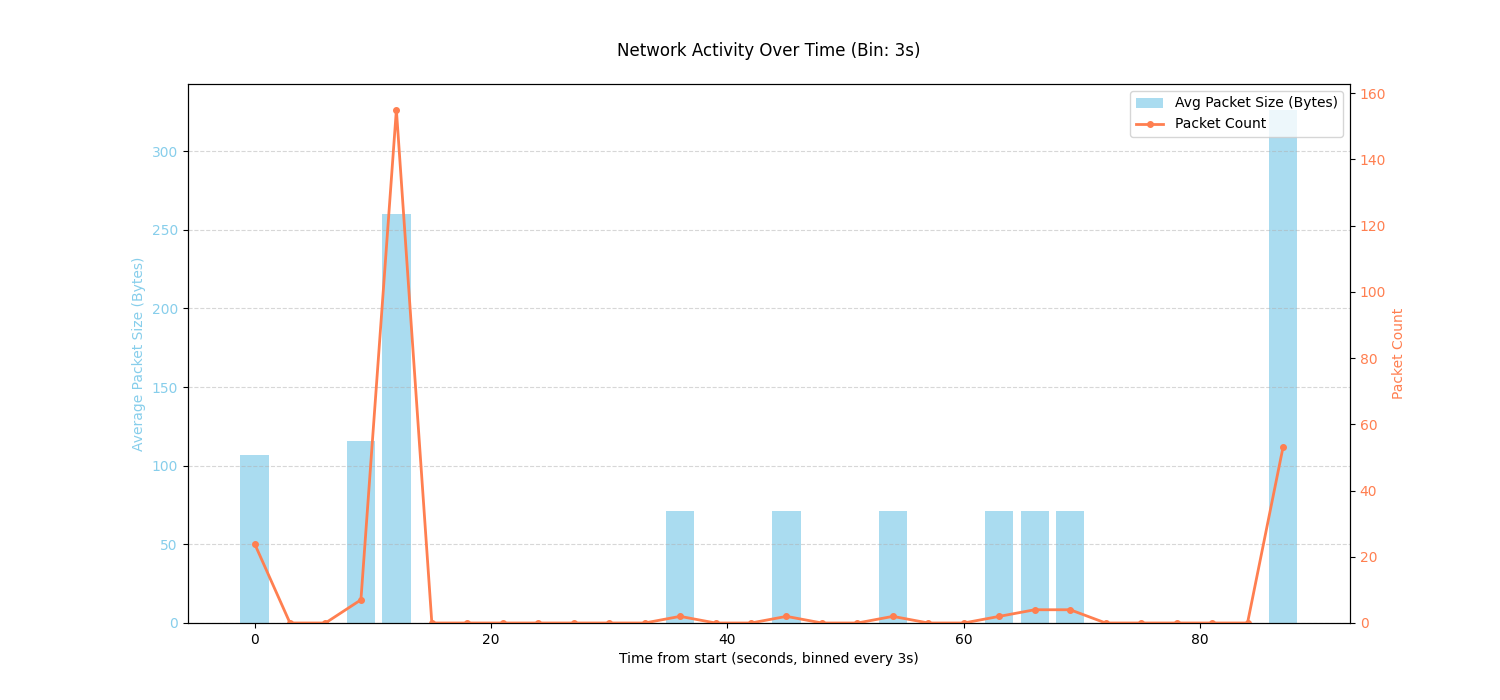 Network Activity Over Time (Bin: 3s)
Avg Packet Size (Bytes)
Packet Count
300
250
200
150
100
50
0
Average Packet Size (Bytes)
160
140
120
100
80
60
40
20
0
Packet Count
0 20 40 60 80
Time from start (seconds, binned every 3s)